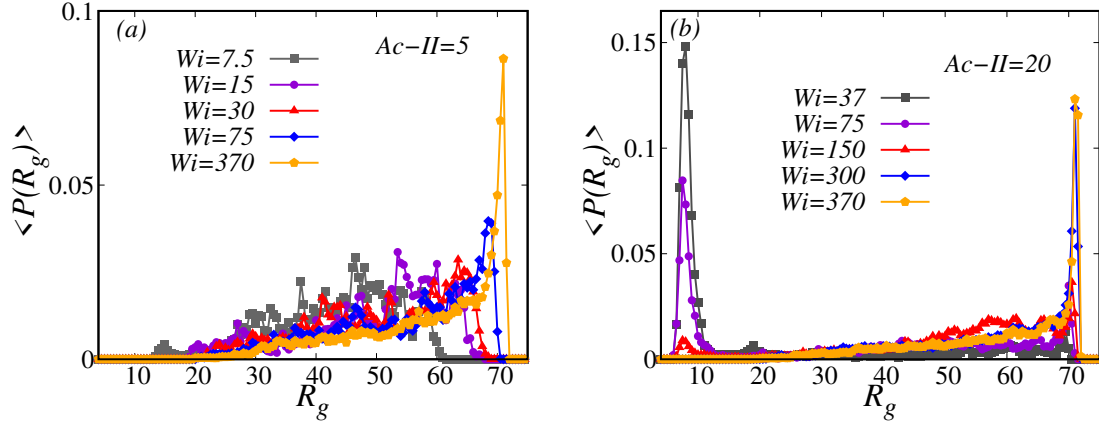 (a)
Ac-II=5
Wi=7.5
Wi=15
Wi=30
Wi=75
Wi=370
0.1
0.05
0
<P(R_g)>
10 20 30 40 50 60 70
R_g
(b)
Ac-II=20
Wi=37
Wi=75
Wi=150
Wi=300
Wi=370
0.15
0.1
0.05
0
<P(R_g)>
10 20 30 40 50 60 70
R_g